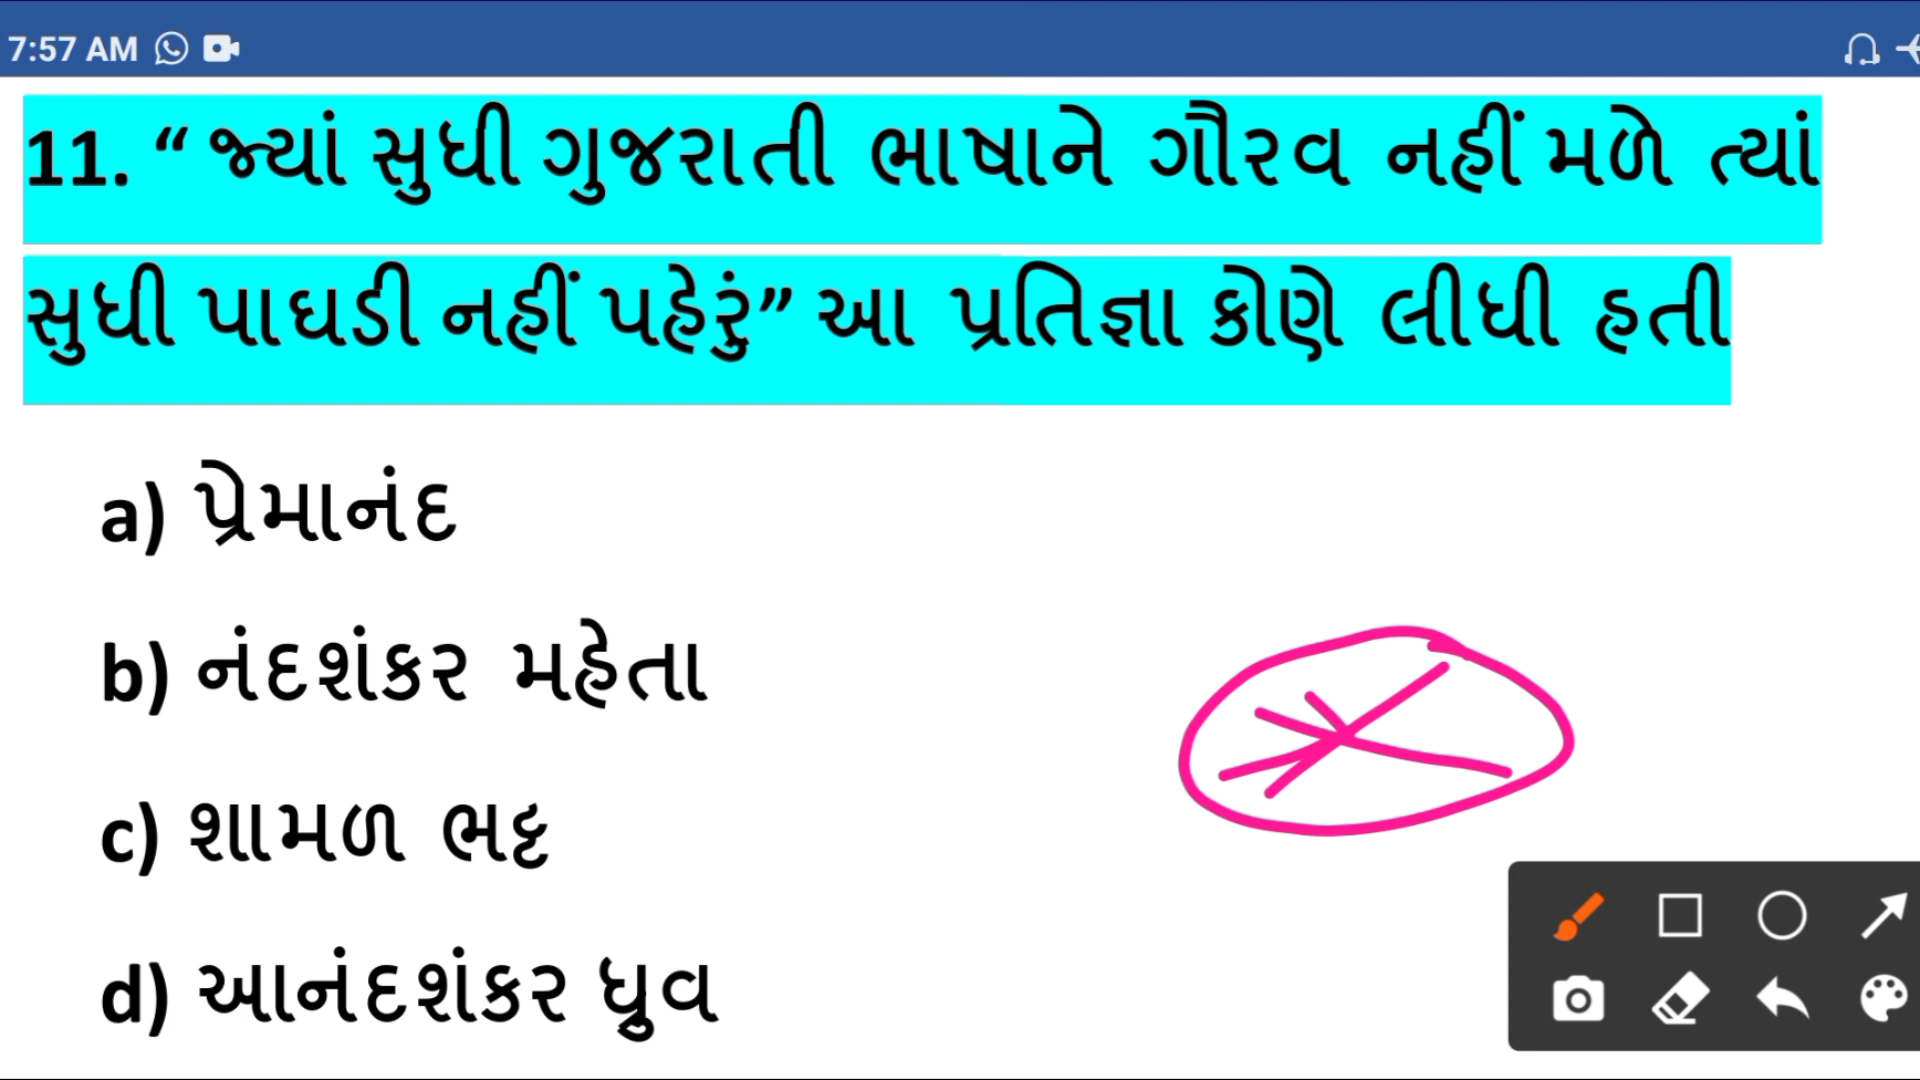 7:57 AM
11. “ જ્યાં સુધી ગુજરાતી ભાષાને ગૌરવ નહીં મળે ત્યાં
સુધી પાઘડી નહીં પહેરું” આ પ્રતિજ્ઞા કોણે લીધી હતી
a) પ્રેમાનંદ
b) નંદશંકર મહેતા
c) શામળ ભટ્ટ
d) આનંદશંકર ધ્રુવ